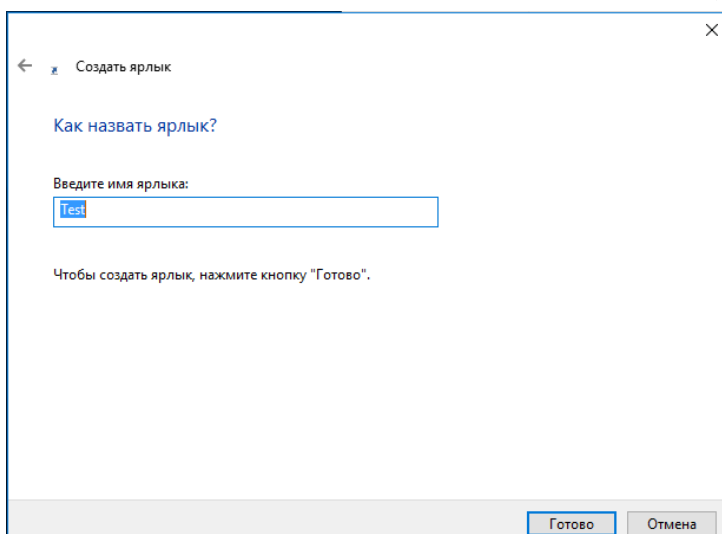 Создать ярлык
Как назвать ярлык?
Введите имя ярлыка:
Test
Чтобы создать ярлык, нажмите кнопку "Готово".
Готово
Отмена